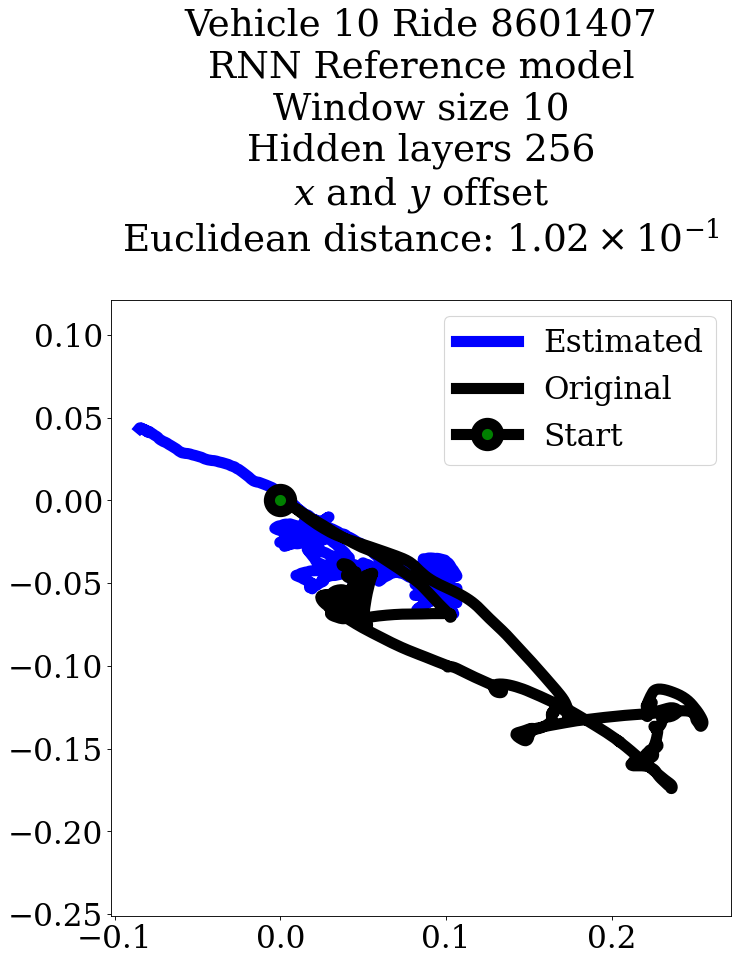 Vehicle 10 Ride 8601407
RNN Reference model
Window size 10
Hidden layers 256
x and y offset
Euclidean distance: 1.02 × 10⁻¹
Estimated
Original
Start
0.10
0.05
0.00
−0.05
−0.10
−0.15
−0.20
−0.25
−0.1
0.0
0.1
0.2